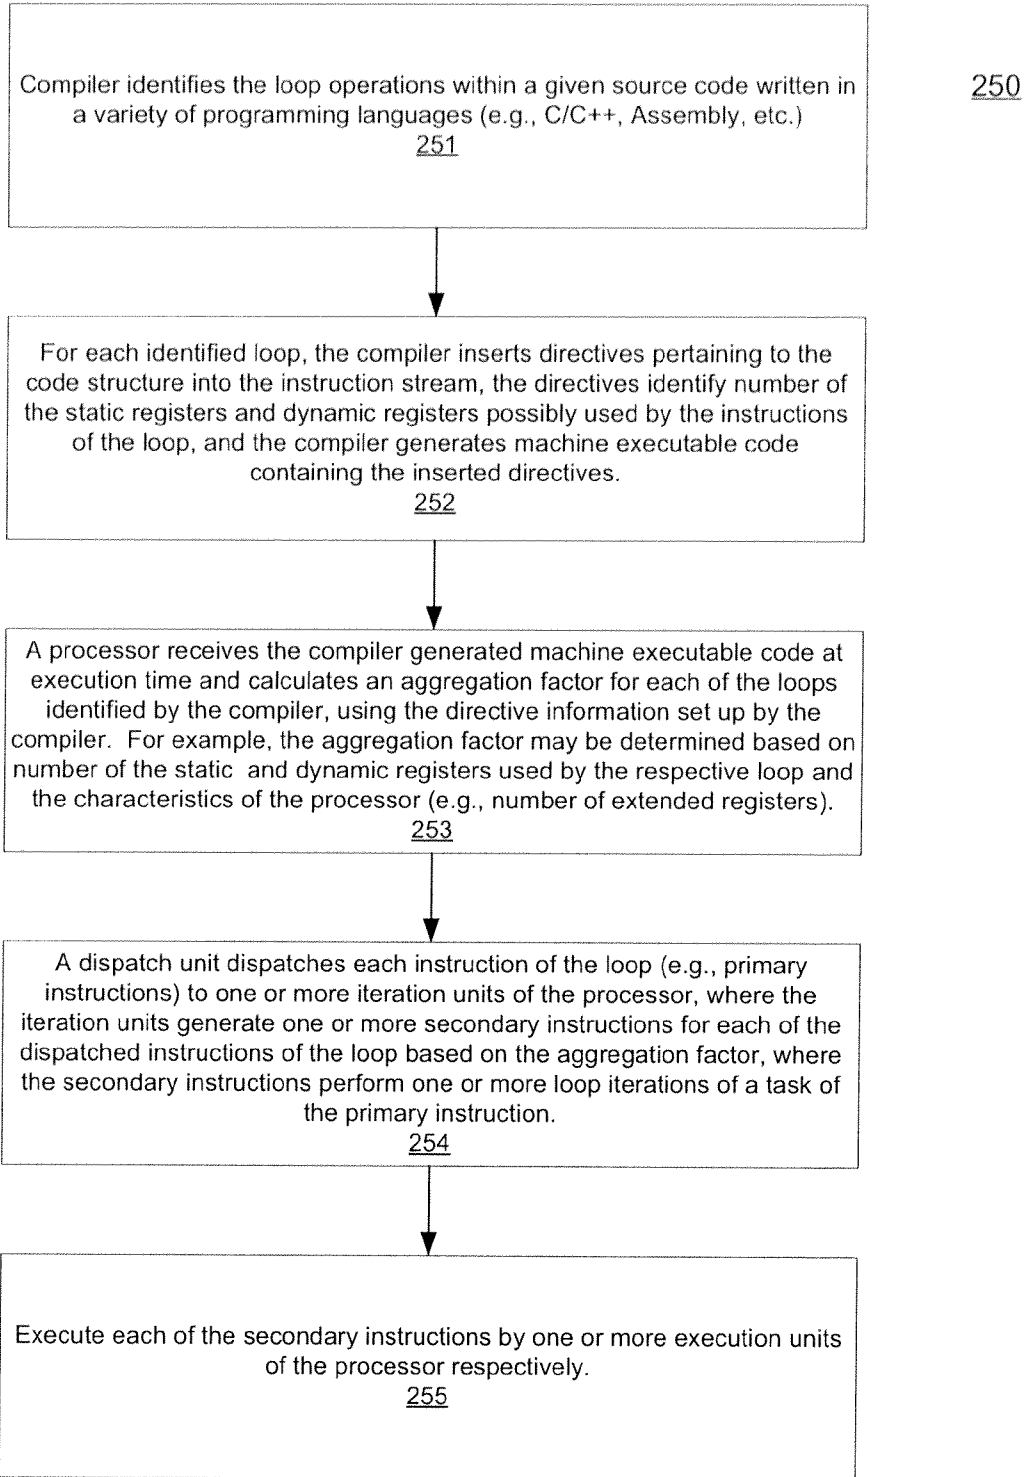 250
Compiler identifies the loop operations within a given source code written in
a variety of programming languages (e.g., C/C++, Assembly, etc.)
251
For each identified loop, the compiler inserts directives pertaining to the
code structure into the instruction stream, the directives identify number of
the static registers and dynamic registers possibly used by the instructions
of the loop, and the compiler generates machine executable code
containing the inserted directives.
252
A processor receives the compiler generated machine executable code at
execution time and calculates an aggregation factor for each of the loops
identified by the compiler, using the directive information set up by the
compiler. For example, the aggregation factor may be determined based on
number of the static and dynamic registers used by the respective loop and
the characteristics of the processor (e.g., number of extended registers).
253
A dispatch unit dispatches each instruction of the loop (e.g., primary
instructions) to one or more iteration units of the processor, where the
iteration units generate one or more secondary instructions for each of the
dispatched instructions of the loop based on the aggregation factor, where
the secondary instructions perform one or more loop iterations of a task of
the primary instruction.
254
Execute each of the secondary instructions by one or more execution units
of the processor respectively.
255